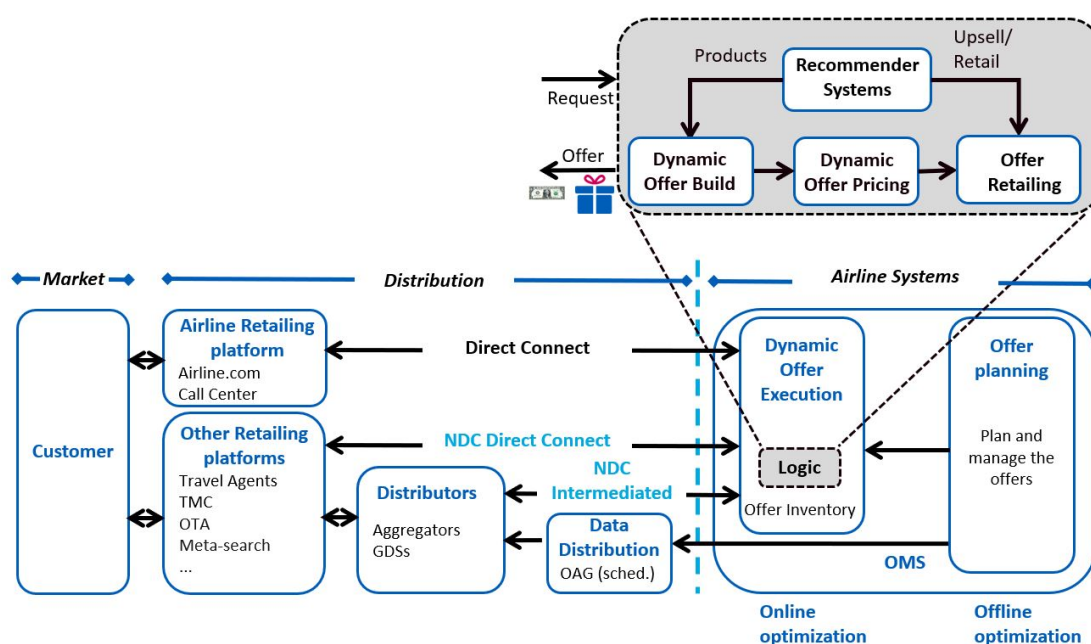 Products
Upsell/
Retail
Recommender
Systems
Request
Offer
Dynamic
Offer Build
Dynamic
Offer Pricing
Offer
Retailing
Market
Distribution
Airline Systems
Customer
Airline Retailing
platform
Airline.com
Call Center
Direct Connect
Other Retailing
platforms
Travel Agents
TMC
OTA
Meta-search
...
NDC Direct Connect
Distributors
Aggregators
GDSs
NDC
Intermediated
Data
Distribution
OAG (sched.)
Dynamic
Offer
Execution
Logic
Offer Inventory
Offer
planning
Plan and
manage the
offers
OMS
Online
optimization
Offline
optimization